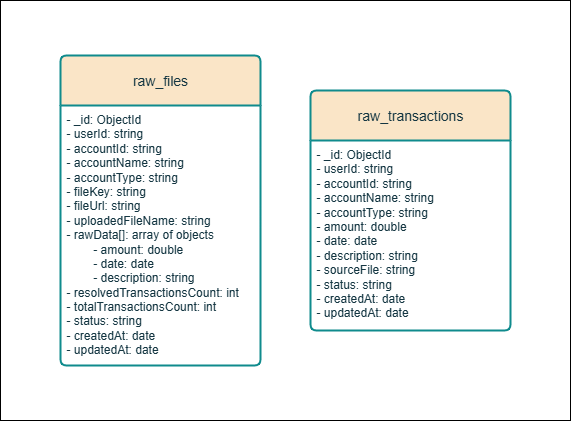 raw_files
- _id: ObjectId
- userId: string
- accountId: string
- accountName: string
- accountType: string
- fileKey: string
- fileUrl: string
- uploadedFileName: string
- rawData[]: array of objects
- amount: double
- date: date
- description: string
- resolvedTransactionsCount: int
- totalTransactionsCount: int
- status: string
- createdAt: date
- updatedAt: date
raw_transactions
- _id: ObjectId
- userId: string
- accountId: string
- accountName: string
- accountType: string
- amount: double
- date: date
- description: string
- sourceFile: string
- status: string
- createdAt: date
- updatedAt: date